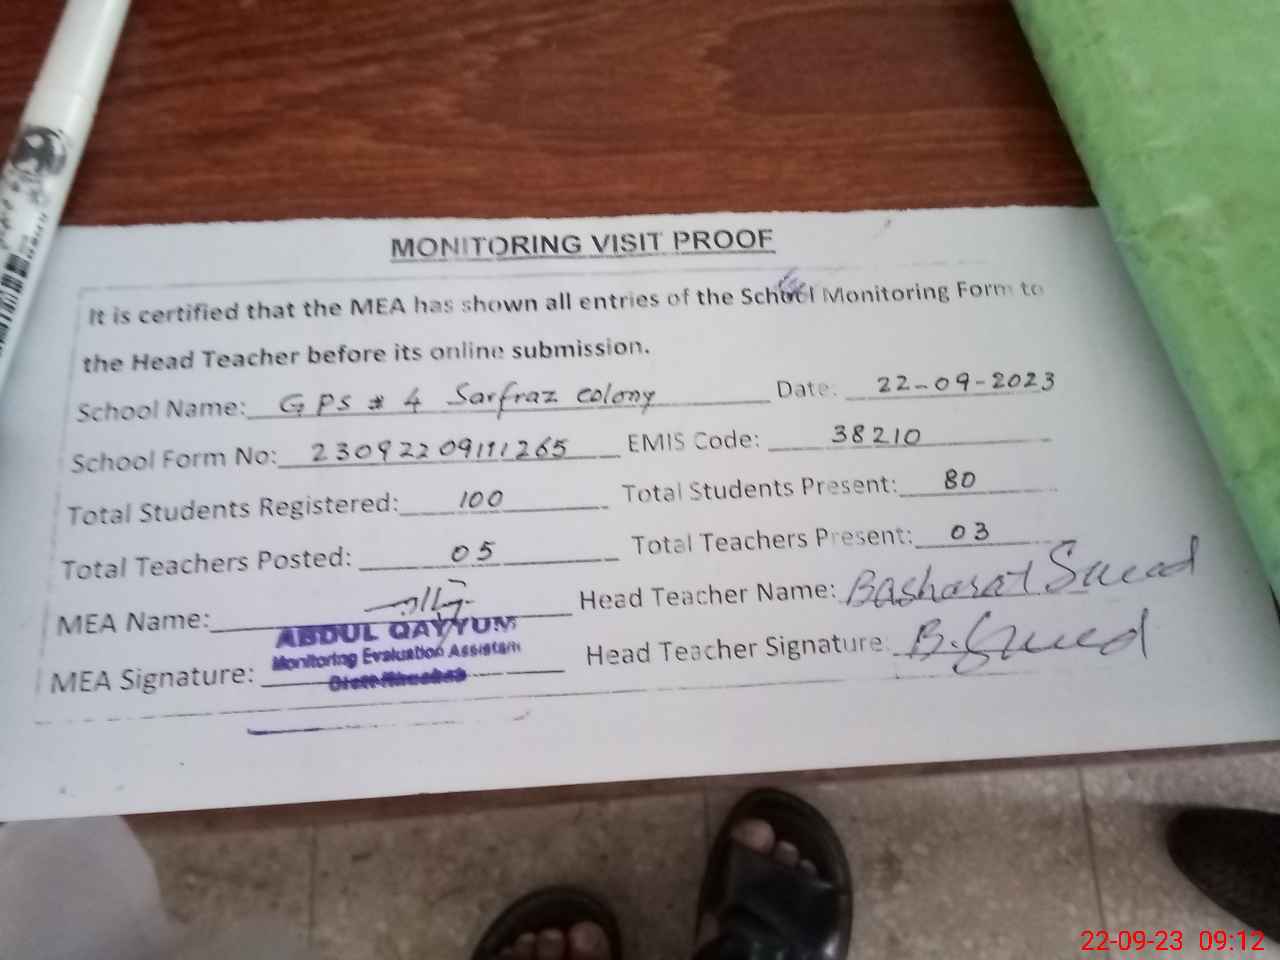 MONITORING VISIT PROOF
It is certified that the MEA has shown all entries of the School Monitoring Form to
the Head Teacher before its online submission.
School Name: GPS # 4 Sarfraz colony Date: 22-09-2023
School Form No: 23092209111265 EMIS Code: 38210
Total Students Registered: 100 Total Students Present: 80
Total Teachers Posted: 05 Total Teachers Present: 03
MEA Name: Head Teacher Name: Basharat Saeed
ABDUL QAYYUM
Monitoring Evaluation Assistant
MEA Signature: Head Teacher Signature: B. Saeed
22-09-23 09:12